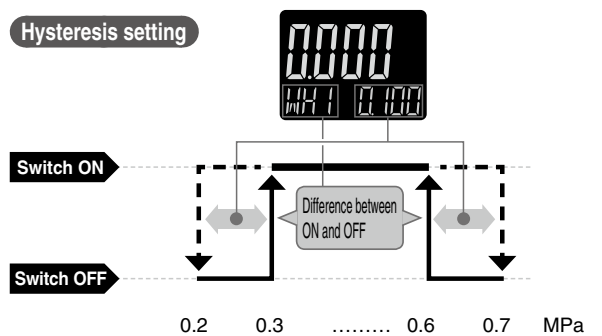 Hysteresis setting
0.000
WH1 0.100
Switch ON
Difference between
ON and OFF
Switch OFF
0.2 0.3 ......... 0.6 0.7 MPa